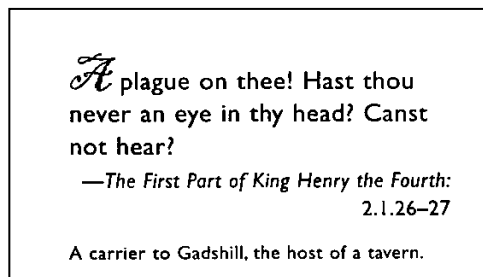 A plague on thee! Hast thou
never an eye in thy head? Canst
not hear?
—The First Part of King Henry the Fourth:
2.1.26–27
A carrier to Gadshill, the host of a tavern.